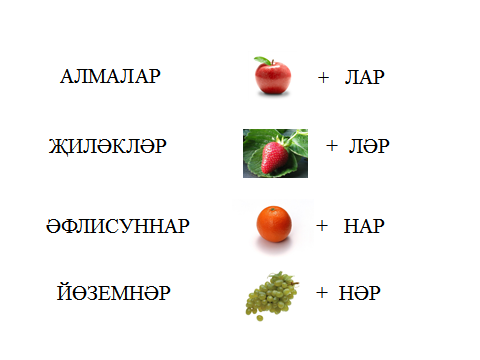 АЛМАЛАР + ЛАР
ҖИЛӘКЛӘР + ЛӘР
ӘФЛИСУННАР + НАР
ЙӨЗЕМНӘР + НӘР